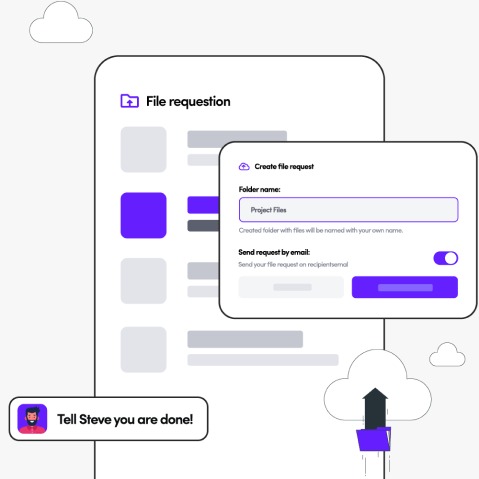 File requestion
Create file request
Folder name:
Project Files
Created folder with files will be named with your own name.
Send request by email:
Send your file request on recipientsemal
Tell Steve you are done!